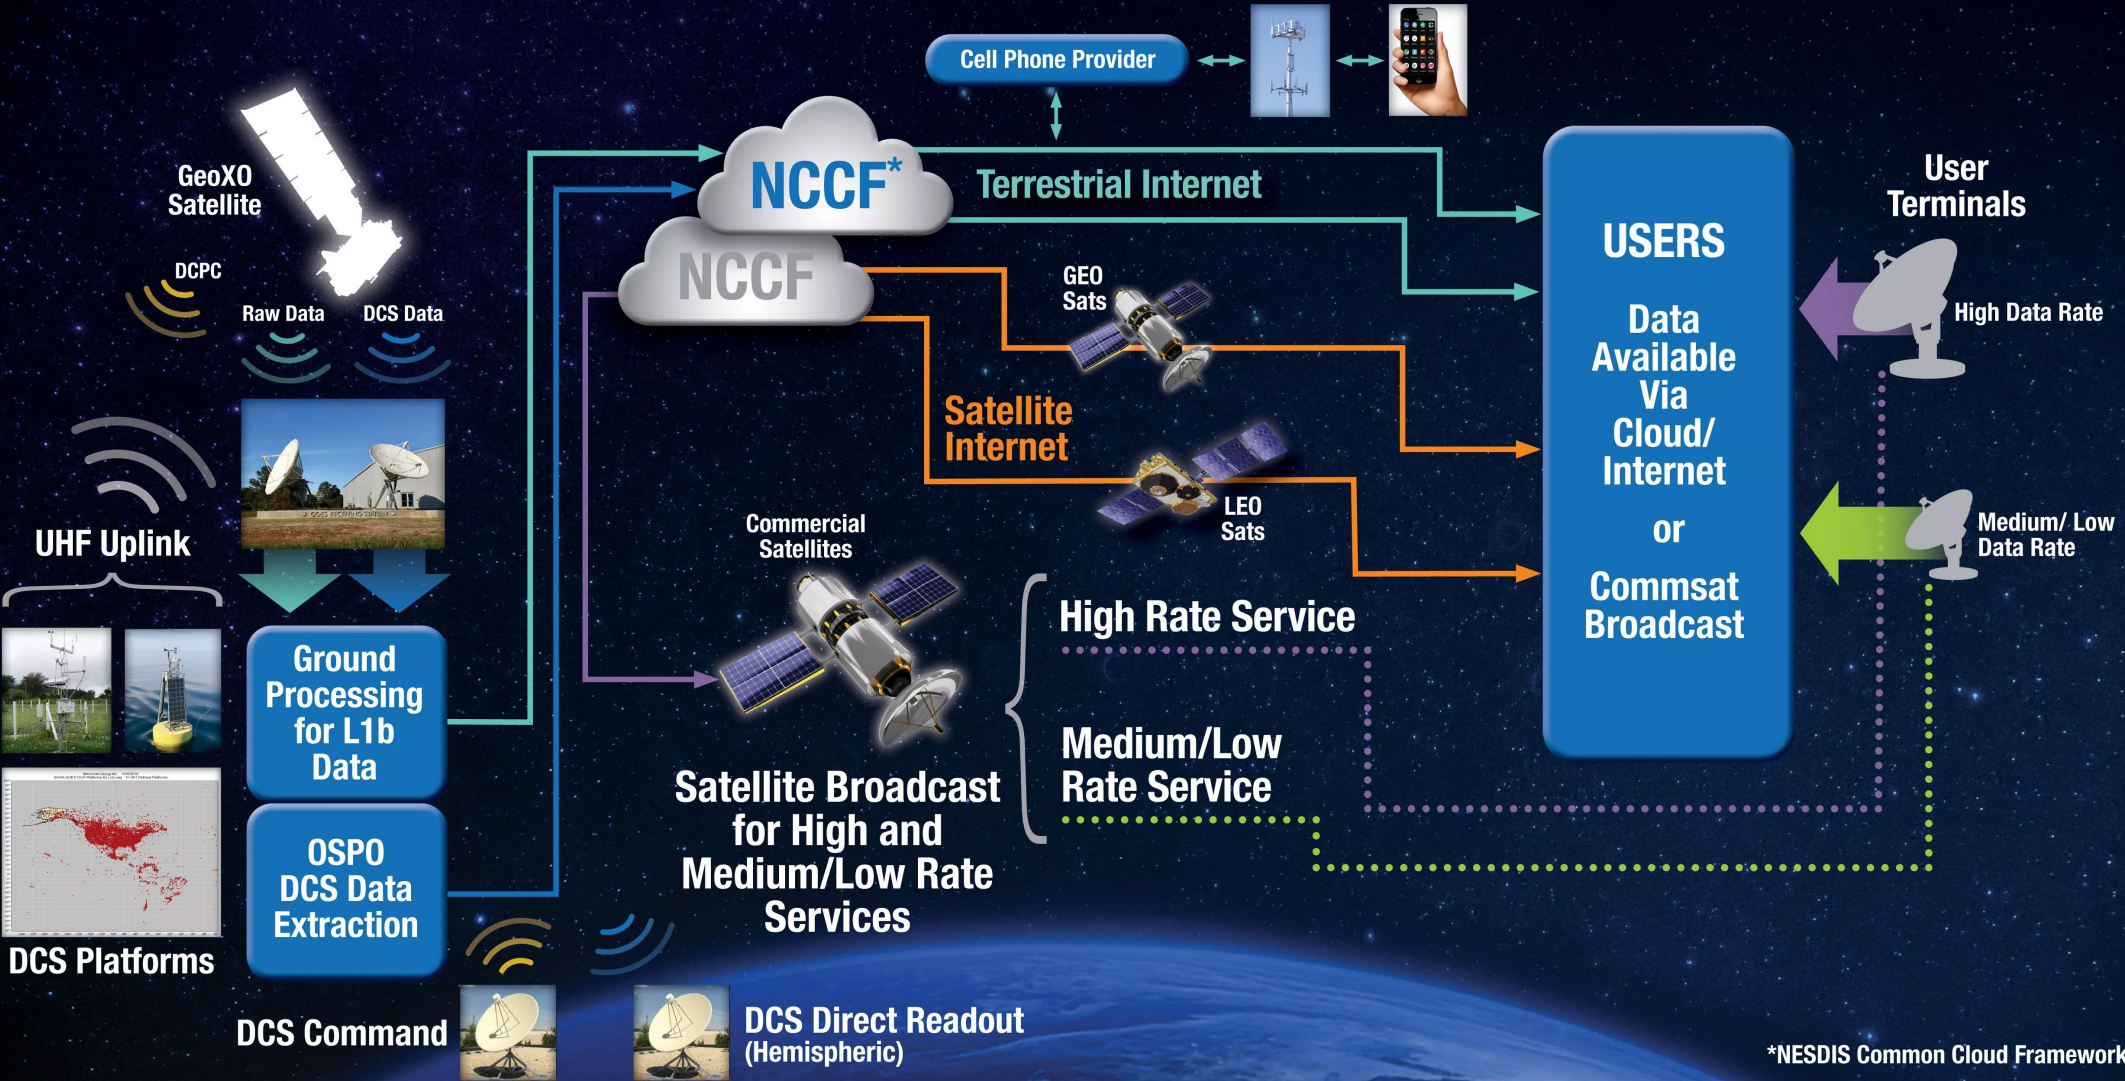 Cell Phone Provider
GeoXO
Satellite
NCCF*
Terrestrial Internet
NCCF
DCPC
Raw Data
DCS Data
GEO
Sats
Satellite
Internet
LEO
Sats
USERS
Data
Available
Via
Cloud/
Internet
or
Commsat
Broadcast
User
Terminals
High Data Rate
Medium/ Low
Data Rate
GOES RECEIVING STATION
UHF Uplink
Ground
Processing
for L1b
Data
OSPO
DCS Data
Extraction
DCS Platforms
Commercial
Satellites
Satellite Broadcast
for High and
Medium/Low Rate
Services
High Rate Service
Medium/Low
Rate Service
DCS Command
DCS Direct Readout
(Hemispheric)
*NESDIS Common Cloud Framework